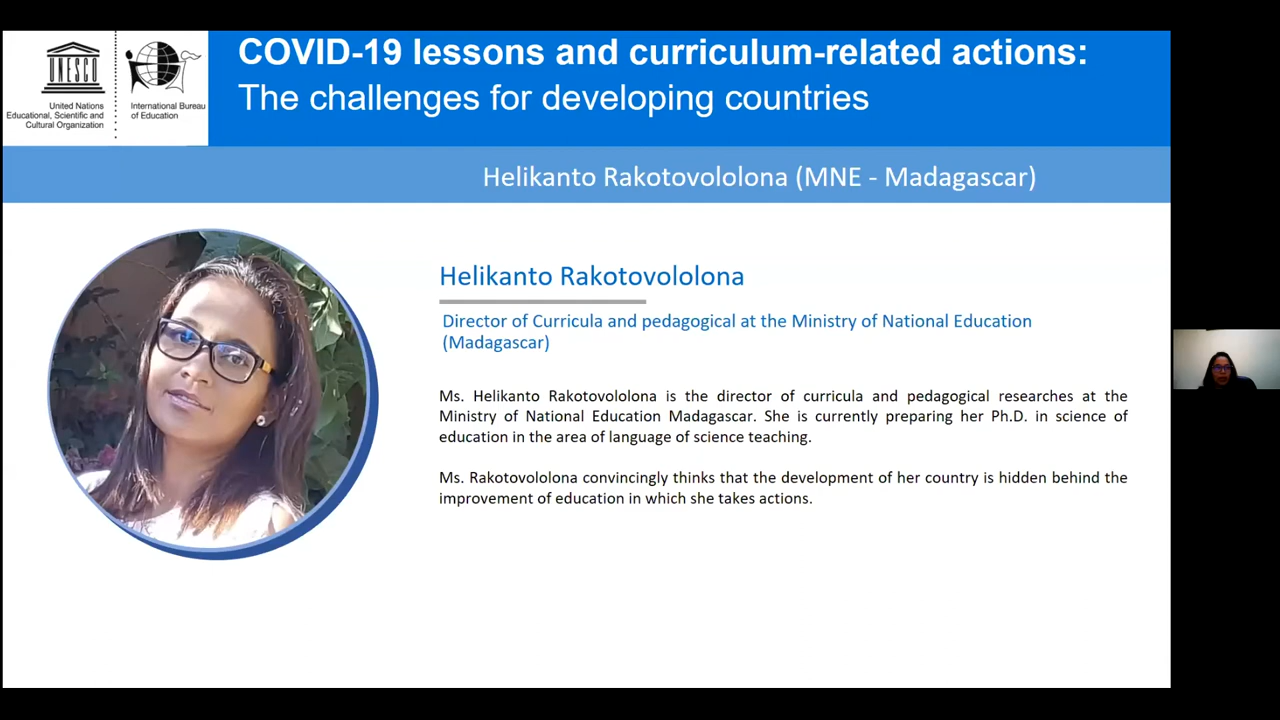 COVID-19 lessons and curriculum-related actions:
The challenges for developing countries
UNESCO
United Nations
Educational, Scientific and
Cultural Organization
International Bureau
of Education
Helikanto Rakotovololona (MNE - Madagascar)
Helikanto Rakotovololona
Director of Curricula and pedagogical at the Ministry of National Education
(Madagascar)
Ms. Helikanto Rakotovololona is the director of curricula and pedagogical researches at the
Ministry of National Education Madagascar. She is currently preparing her Ph.D. in science of
education in the area of language of science teaching.
Ms. Rakotovololona convincingly thinks that the development of her country is hidden behind the
improvement of education in which she takes actions.